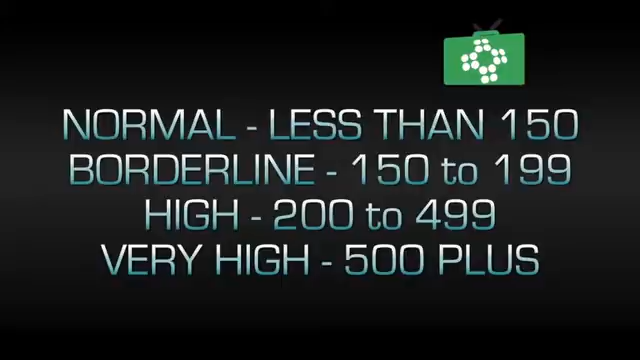 NORMAL - LESS THAN 150
BORDERLINE - 150 to 199
HIGH - 200 to 499
VERY HIGH - 500 PLUS